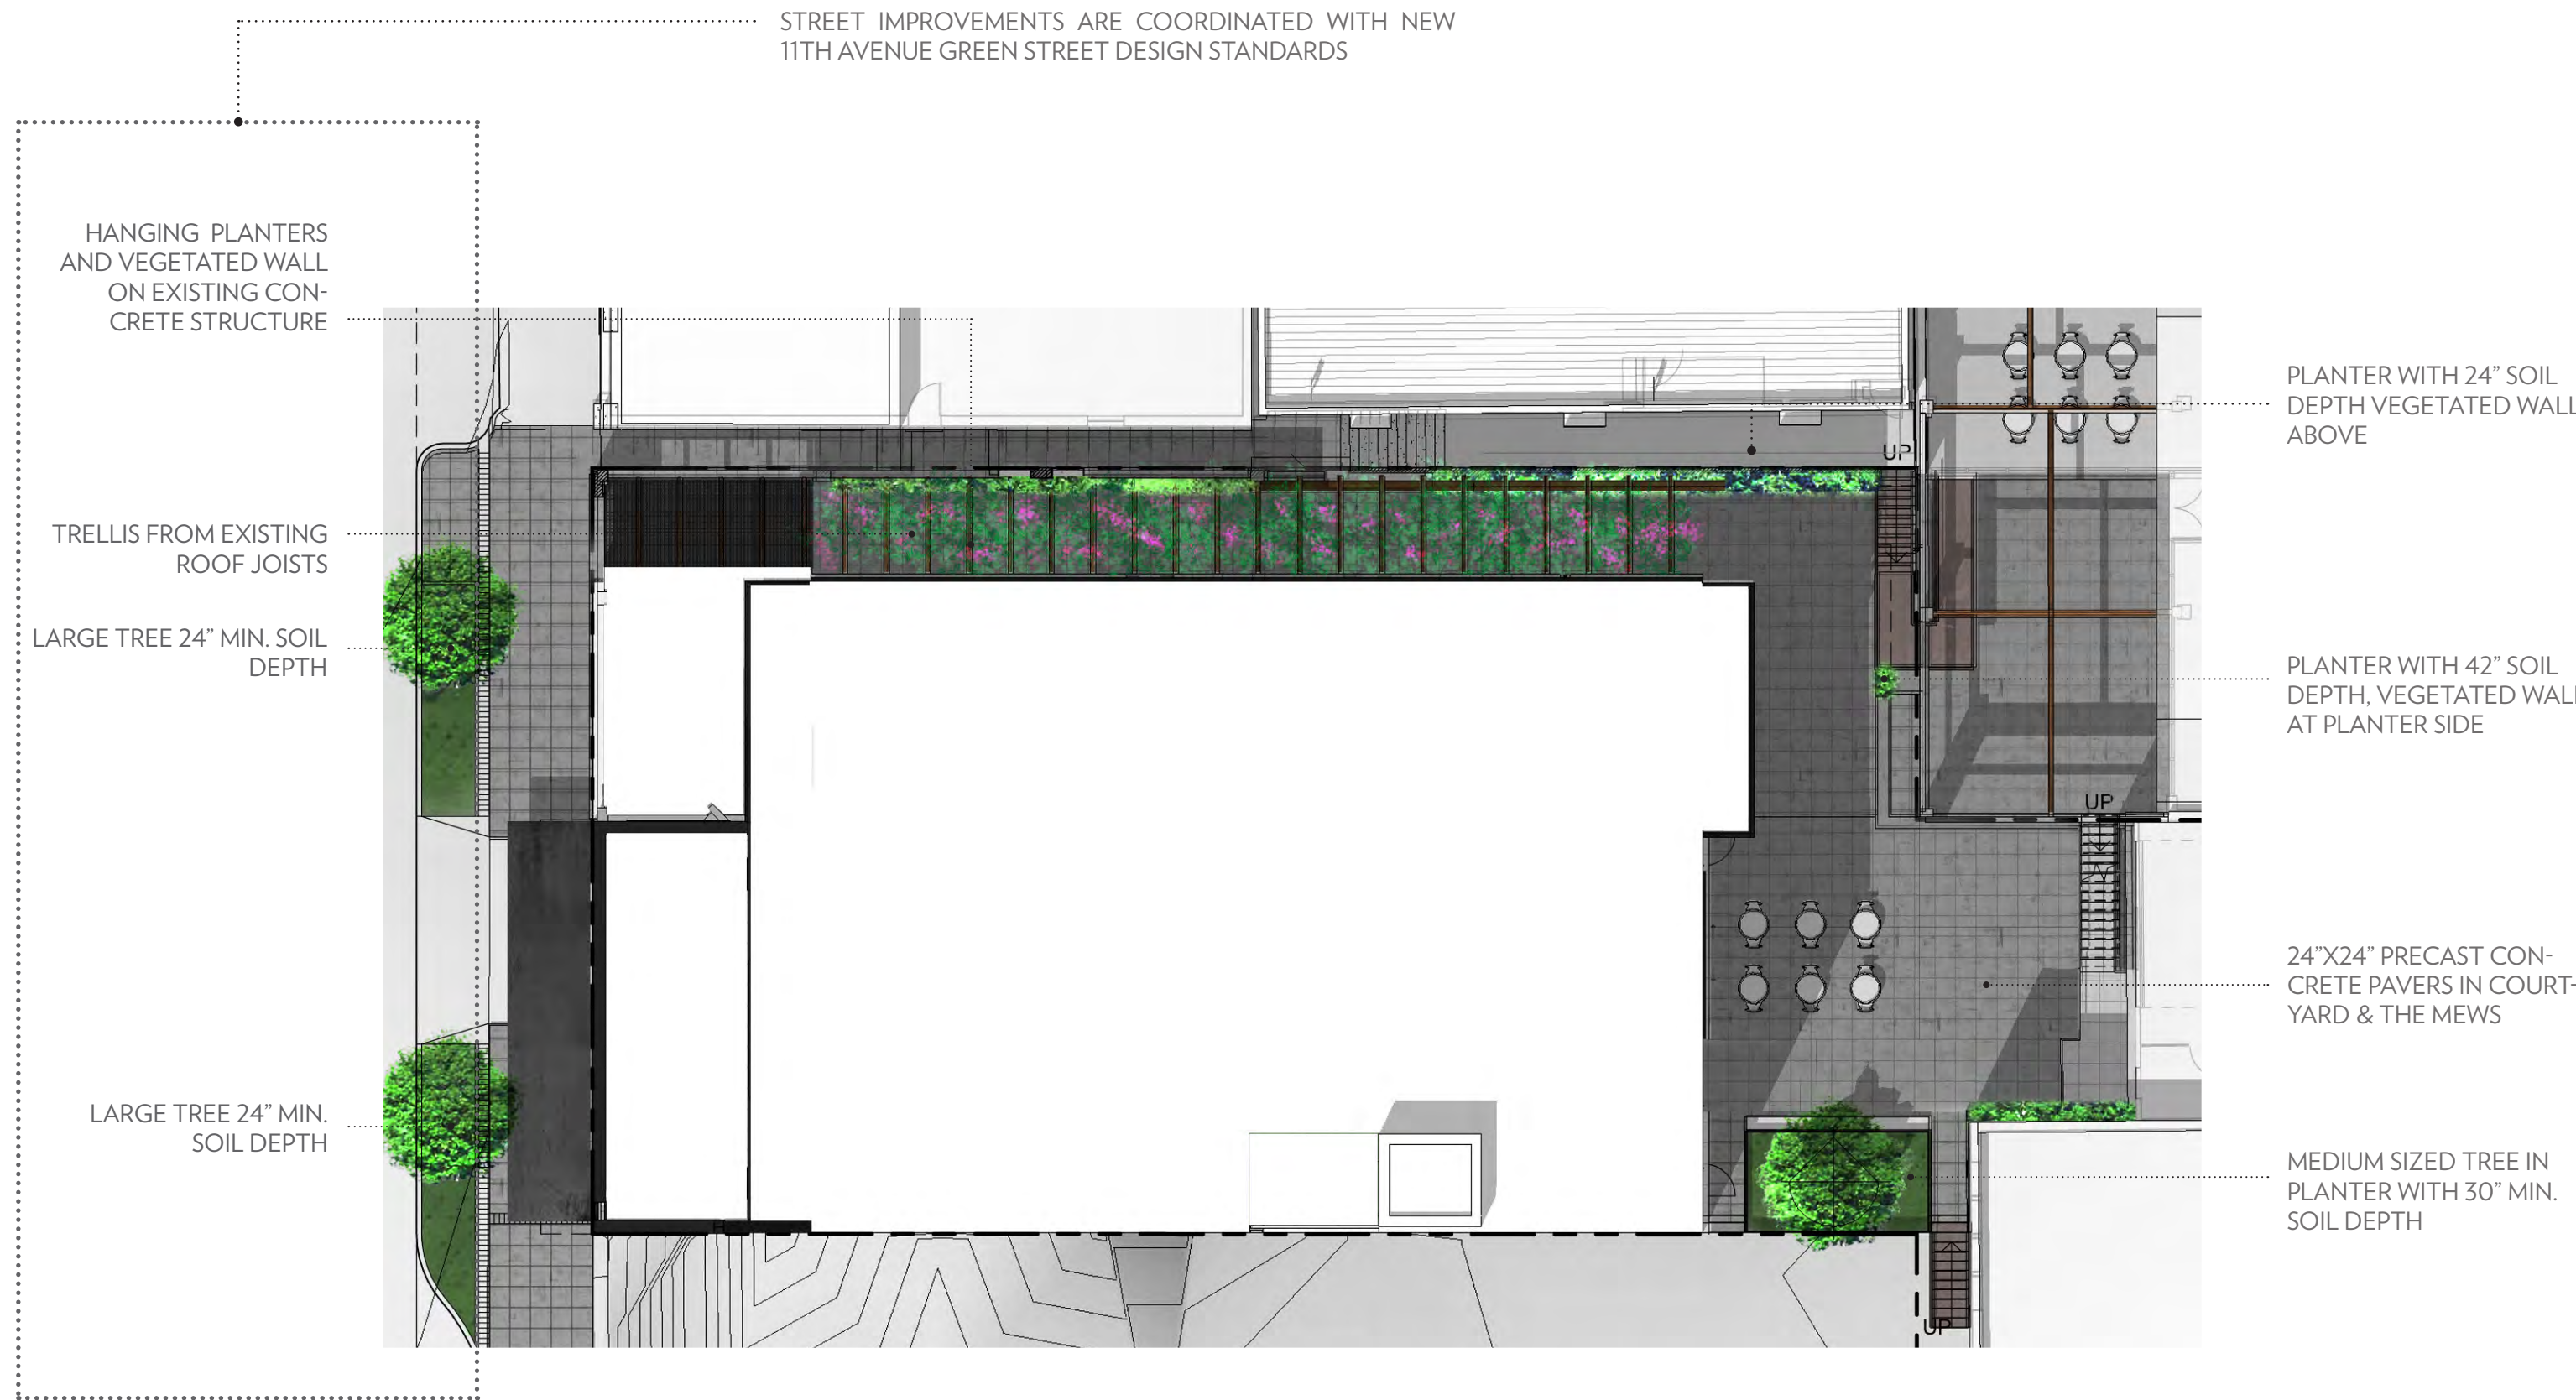 STREET IMPROVEMENTS ARE COORDINATED WITH NEW
11TH AVENUE GREEN STREET DESIGN STANDARDS
HANGING PLANTERS
AND VEGETATED WALL
ON EXISTING CON-
CRETE STRUCTURE
TRELLIS FROM EXISTING
ROOF JOISTS
LARGE TREE 24” MIN. SOIL
DEPTH
LARGE TREE 24” MIN.
SOIL DEPTH
UP
UP
UP
PLANTER WITH 24” SOIL
DEPTH VEGETATED WALL
ABOVE
PLANTER WITH 42” SOIL
DEPTH, VEGETATED WALL
AT PLANTER SIDE
24”X24” PRECAST CON-
CRETE PAVERS IN COURT-
YARD & THE MEWS
MEDIUM SIZED TREE IN
PLANTER WITH 30” MIN.
SOIL DEPTH